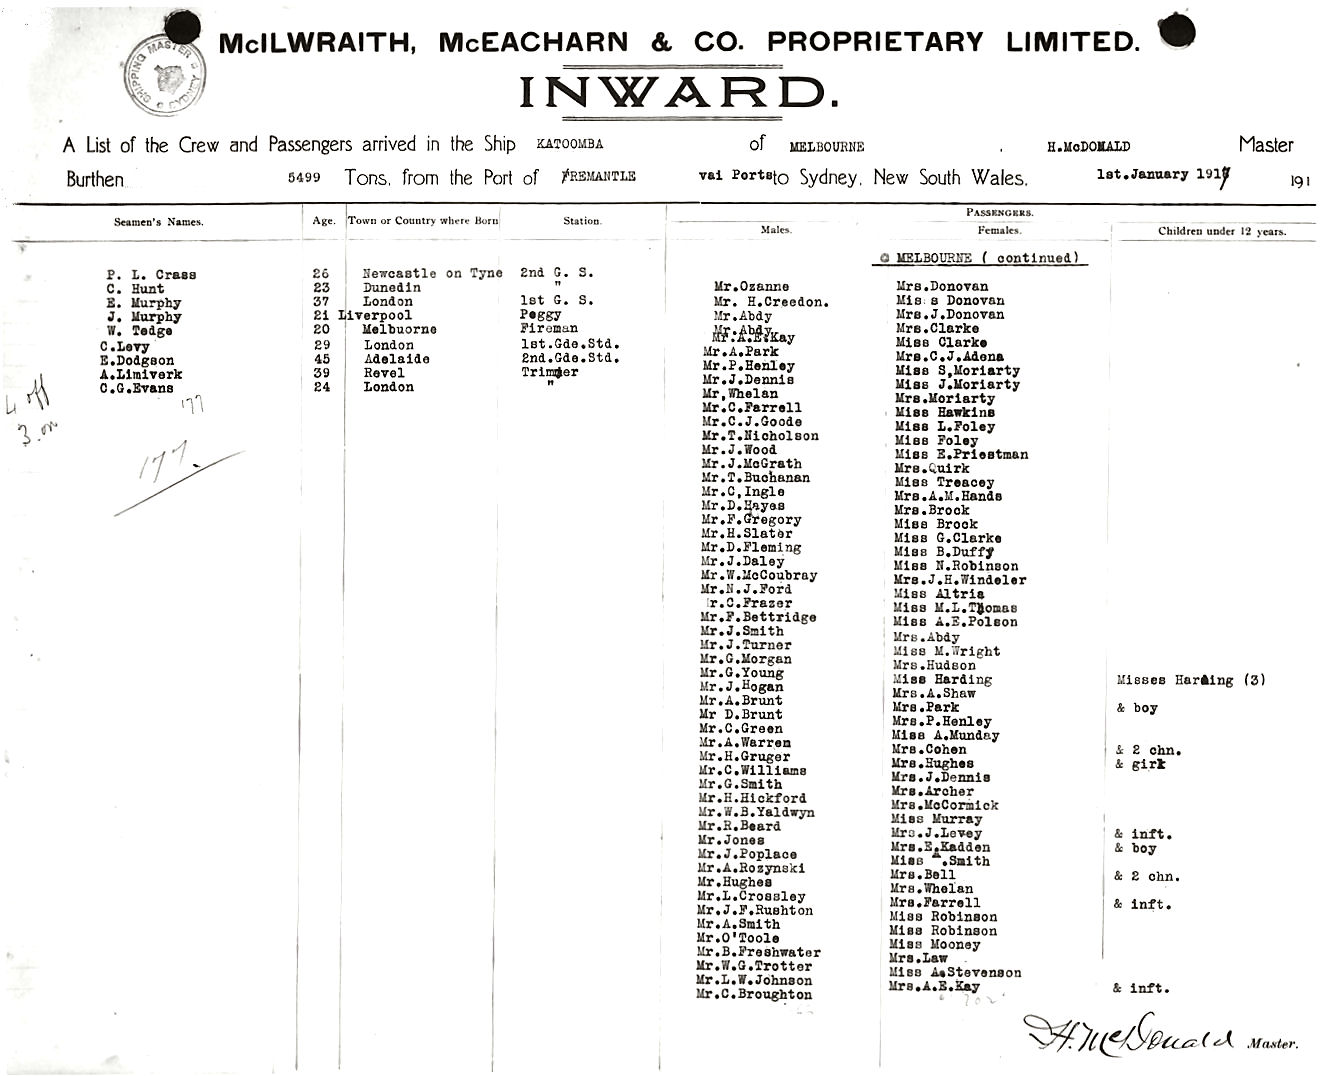 McILWRAITH, McEACHARN & CO. PROPRIETARY LIMITED.
SHIPPING MASTER SYDNEY
INWARD.
A List of the Crew and Passengers arrived in the Ship KATOOMBA of MELBOURNE , H.McDONALD Master
Burthen 5499 Tons, from the Port of FREMANTLE vai Ports to Sydney, New South Wales, 1st.January 1917 191
PASSENGERS.
Seamen's Names. Age. Town or Country where Born Station. Males. Females. Children under 12 years.
@ MELBOURNE ( continued)
P. L. Crass 26 Newcastle on Tyne 2nd G. S.
C. Hunt 23 Dunedin "
E. Murphy 37 London 1st G. S.
J. Murphy 21 Liverpool Peggy
W. Tedge 20 Melbuorne Fireman
C.Levy 29 London 1st.Gde.Std.
E.Dodgson 45 Adelaide 2nd.Gde.Std.
A.Limiverk 39 Revel Trimmer
C.G.Evans 24 London "
4 off
3.on
177
177.
Mr.Ozanne
Mr. H.Creedon.
Mr.Abdy
Mr.Abdy
Mr.A.E.Kay
Mr.A.Park
Mr.P.Henley
Mr.J.Dennis
Mr,Whelan
Mr.C.Farrell
Mr.C.J.Goode
Mr.T.Nicholson
Mr.J.Wood
Mr.J.McGrath
Mr.T.Buchanan
Mr.C,Ingle
Mr.D.Hayes
Mr.F.Gregory
Mr.H.Slater
Mr.D.Fleming
Mr.J.Daley
Mr.W.McCoubray
Mr.N.J.Ford
r.C.Frazer
Mr.F.Bettridge
Mr.J.Smith
Mr.J.Turner
Mr.G.Morgan
Mr.G.Young
Mr.J.Hogan
Mr.A.Brunt
Mr D.Brunt
Mr.C.Green
Mr.A.Warren
Mr.H.Gruger
Mr.C.Williams
Mr.G.Smith
Mr.H.Hickford
Mr.W.B.Yaldwyn
Mr.R.Beard
Mr.Jones
Mr.J.Poplace
Mr.A.Rozynski
Mr.Hughes
Mr.L.Crossley
Mr.J.F.Rushton
Mr.A.Smith
Mr.O'Toole
Mr.B.Freshwater
Mr.W.G.Trotter
Mr.L.W.Johnson
Mr.C.Broughton
Mrs.Donovan
Miss Donovan
Mrs.J.Donovan
Mrs.Clarke
Miss Clarke
Mrs.C.J.Adena
Miss S,Moriarty
Miss J.Moriarty
Mrs.Moriarty
Miss Hawkins
Miss L.Foley
Miss Foley
Miss E.Priestman
Mrs.Quirk
Miss Treacey
Mrs.A.M.Hands
Mrs.Brock
Miss Brock
Miss G.Clarke
Miss B.Duffy
Miss N.Robinson
Mrs.J.H.Windeler
Miss Altria
Miss M.L.Thomas
Miss A.E.Polson
Mrs.Abdy
Miss M.Wright
Mrs.Hudson
Miss Harding Misses Harding (3)
Mrs.A.Shaw
Mrs.Park & boy
Mrs.P.Henley
Miss A.Munday
Mrs.Cohen & 2 chn.
Mrs.Hughes & girl
Mrs.J.Dennis
Mrs.Archer
Mrs.McCormick
Miss Murray
Mrs.J.Levey & inft.
Mrs.E.Kadden & boy
Miss .Smith
Mrs.Bell & 2 chn.
Mrs.Whelan
Mrs.Farrell & inft.
Miss Robinson
Miss Robinson
Miss Mooney
Mrs.Law
Miss A.Stevenson
Mrs.A.E.Kay & inft.
H.McDonald Master.